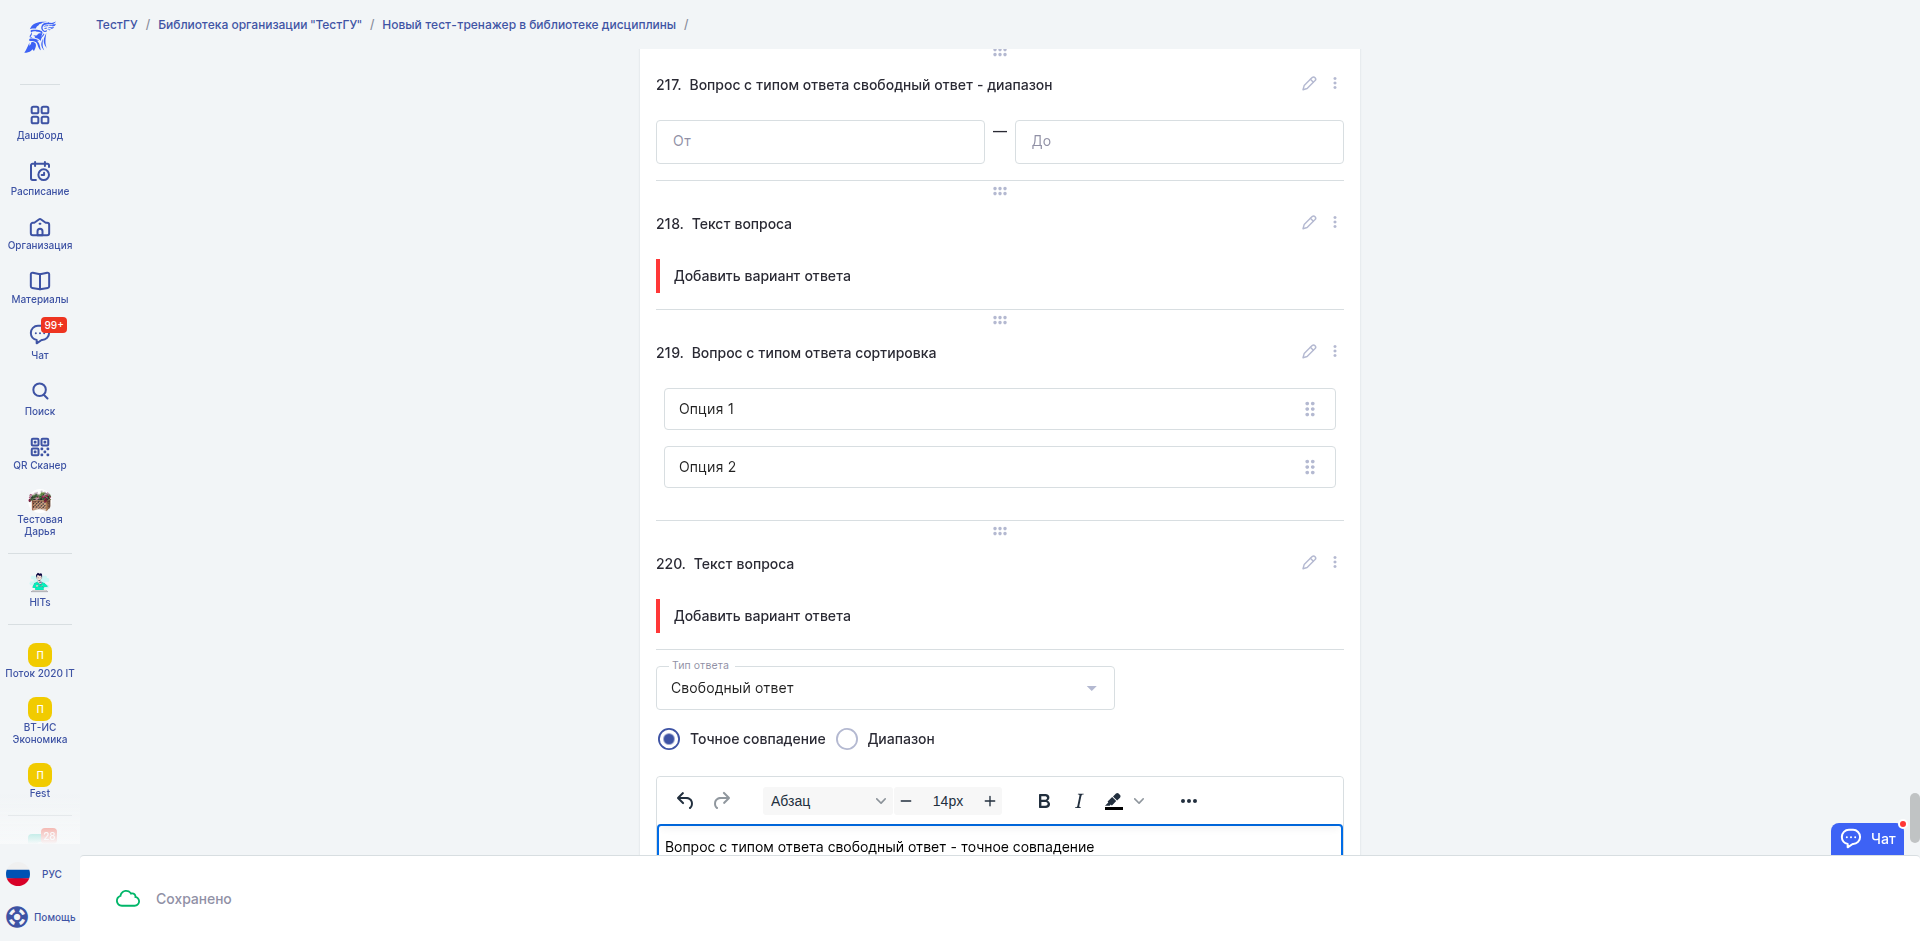 ТестГУ / Библиотека организации "ТестГУ" / Новый тест-тренажер в библиотеке дисциплины /
Дашборд
Расписание
Организация
Материалы
99+
Чат
Поиск
QR Сканер
Тестовая
Дарья
HITs
П
Поток 2020 IT
П
ВТ-ИС
Экономика
П
Fest
28
РУС
Помощь
217. Вопрос с типом ответа свободный ответ - диапазон
От — До
218. Текст вопроса
Добавить вариант ответа
219. Вопрос с типом ответа сортировка
Опция 1
Опция 2
220. Текст вопроса
Добавить вариант ответа
Тип ответа
Свободный ответ
Точное совпадение Диапазон
Абзац 14px B I
Вопрос с типом ответа свободный ответ - точное совпадение
Чат
Сохранено